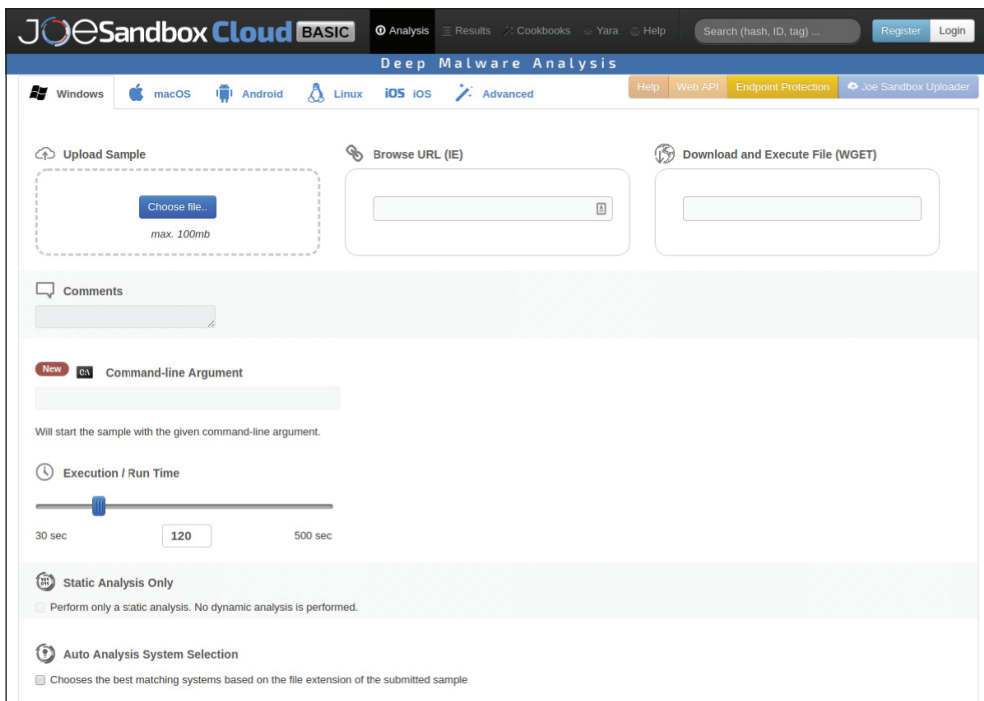 JOeSandbox Cloud BASIC
Analysis Results Cookbooks Yara Help Search (hash, ID, tag) ... Register Login
Deep Malware Analysis
Windows macOS Android Linux iOS iOS Advanced Help Web API Endpoint Protection Joe Sandbox Uploader
Upload Sample Browse URL (IE) Download and Execute File (WGET)
Choose file..
max. 100mb
Comments
New C:\ Command-line Argument
Will start the sample with the given command-line argument.
Execution / Run Time
30 sec 120 500 sec
Static Analysis Only
Perform only a static analysis. No dynamic analysis is performed.
Auto Analysis System Selection
Chooses the best matching systems based on the file extension of the submitted sample